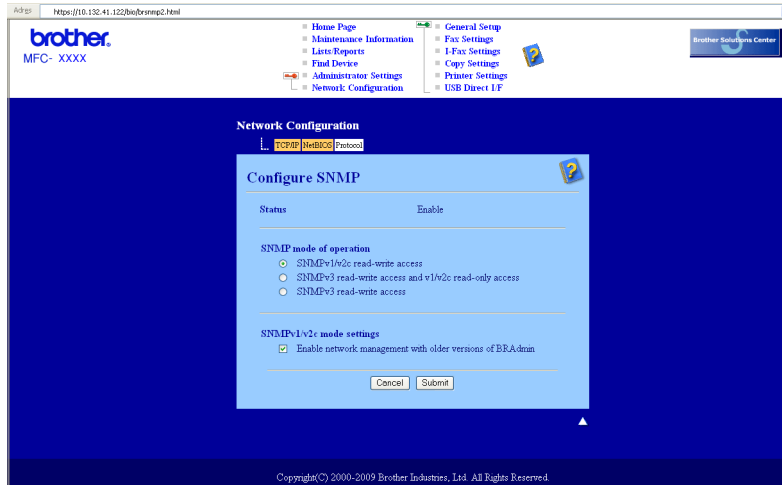 Adrgs https://10.132.41.122/bio/brsnmp2.html
brother.
MFC- XXXX
Home Page
Maintenance Information
Lists/Reports
Find Device
Administrator Settings
Network Configuration
General Setup
Fax Settings
I-Fax Settings
Copy Settings
Printer Settings
USB Direct I/F
Brother Solutions Center
Network Configuration
TCP/IP NetBIOS Protocol
Configure SNMP
Status Enable
SNMP mode of operation
SNMPv1/v2c read-write access
SNMPv3 read-write access and v1/v2c read-only access
SNMPv3 read-write access
SNMPv1/v2c mode settings
Enable network management with older versions of BRAdmin
Cancel Submit
Copyright(C) 2000-2009 Brother Industries, Ltd. All Rights Reserved.